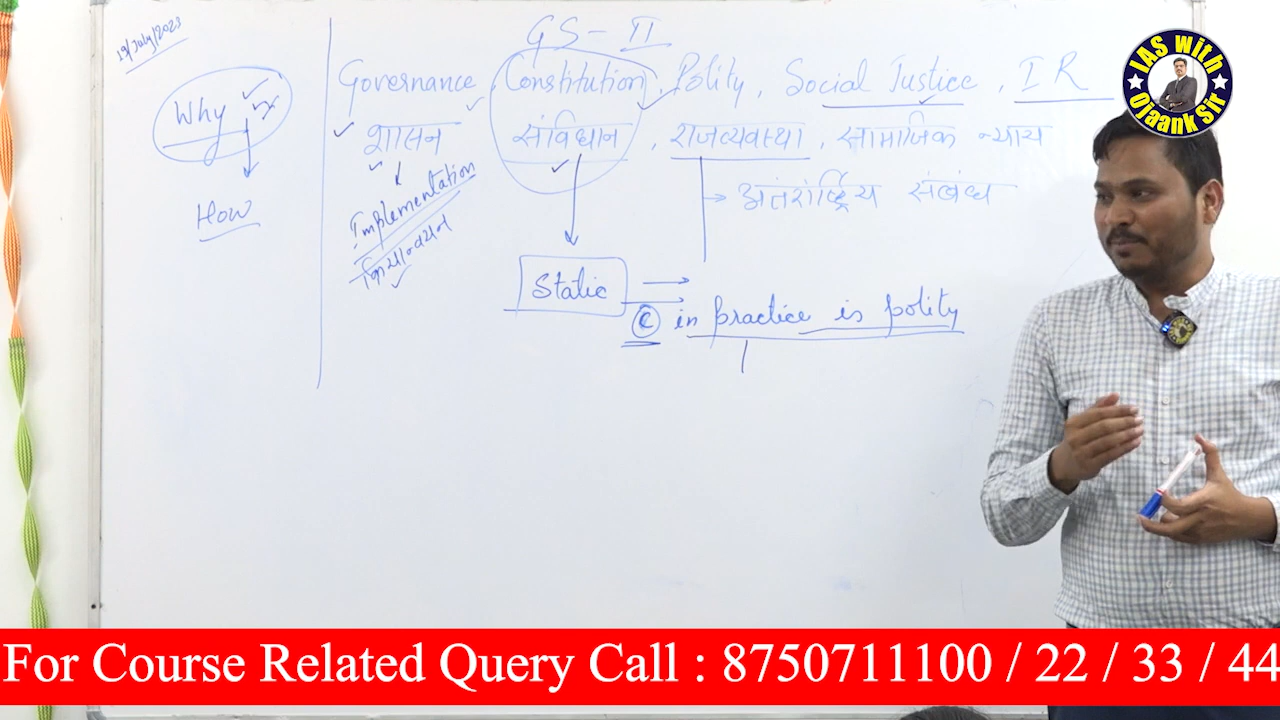 19/July/2023
GS - II
Governance, Constitution, Polity, Social Justice, IR
शासन संविधान, राजव्यवस्था, सामाजिक न्याय
अंतर्राष्ट्रीय संबंध
Why
How
Implementation
क्रियान्वयन
Static
C in practice is polity
IAS With Ojaank Sir
For Course Related Query Call : 8750711100 / 22 / 33 / 44